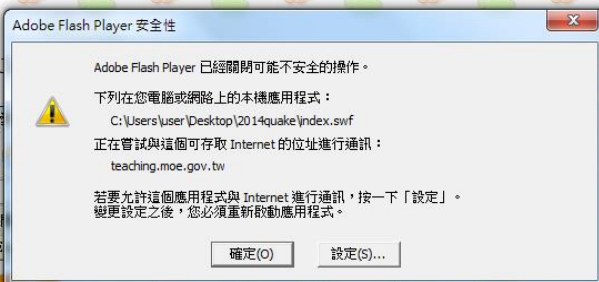 Adobe Flash Player 安全性
Adobe Flash Player 已經關閉可能不安全的操作。
下列在您電腦或網路上的本機應用程式：
C:\Users\user\Desktop\2014quake\index.swf
正在嘗試與這個可存取 Internet 的位址進行通訊：
teaching.moe.gov.tw
若要允許這個應用程式與 Internet 進行通訊，按一下「設定」。
變更設定之後，您必須重新啟動應用程式。
確定(O)
設定(S)...